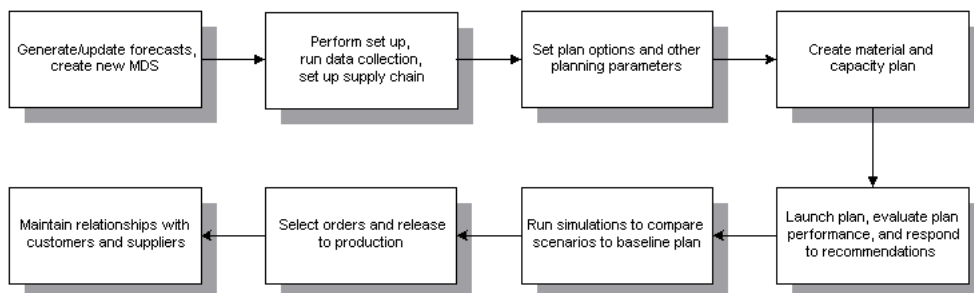 Generate/update forecasts,
create new MDS
Perform set up,
run data collection,
set up supply chain
Set plan options and other
planning parameters
Create material and
capacity plan
Launch plan, evaluate plan
performance, and respond
to recommendations
Run simulations to compare
scenarios to baseline plan
Select orders and release
to production
Maintain relationships with
customers and suppliers